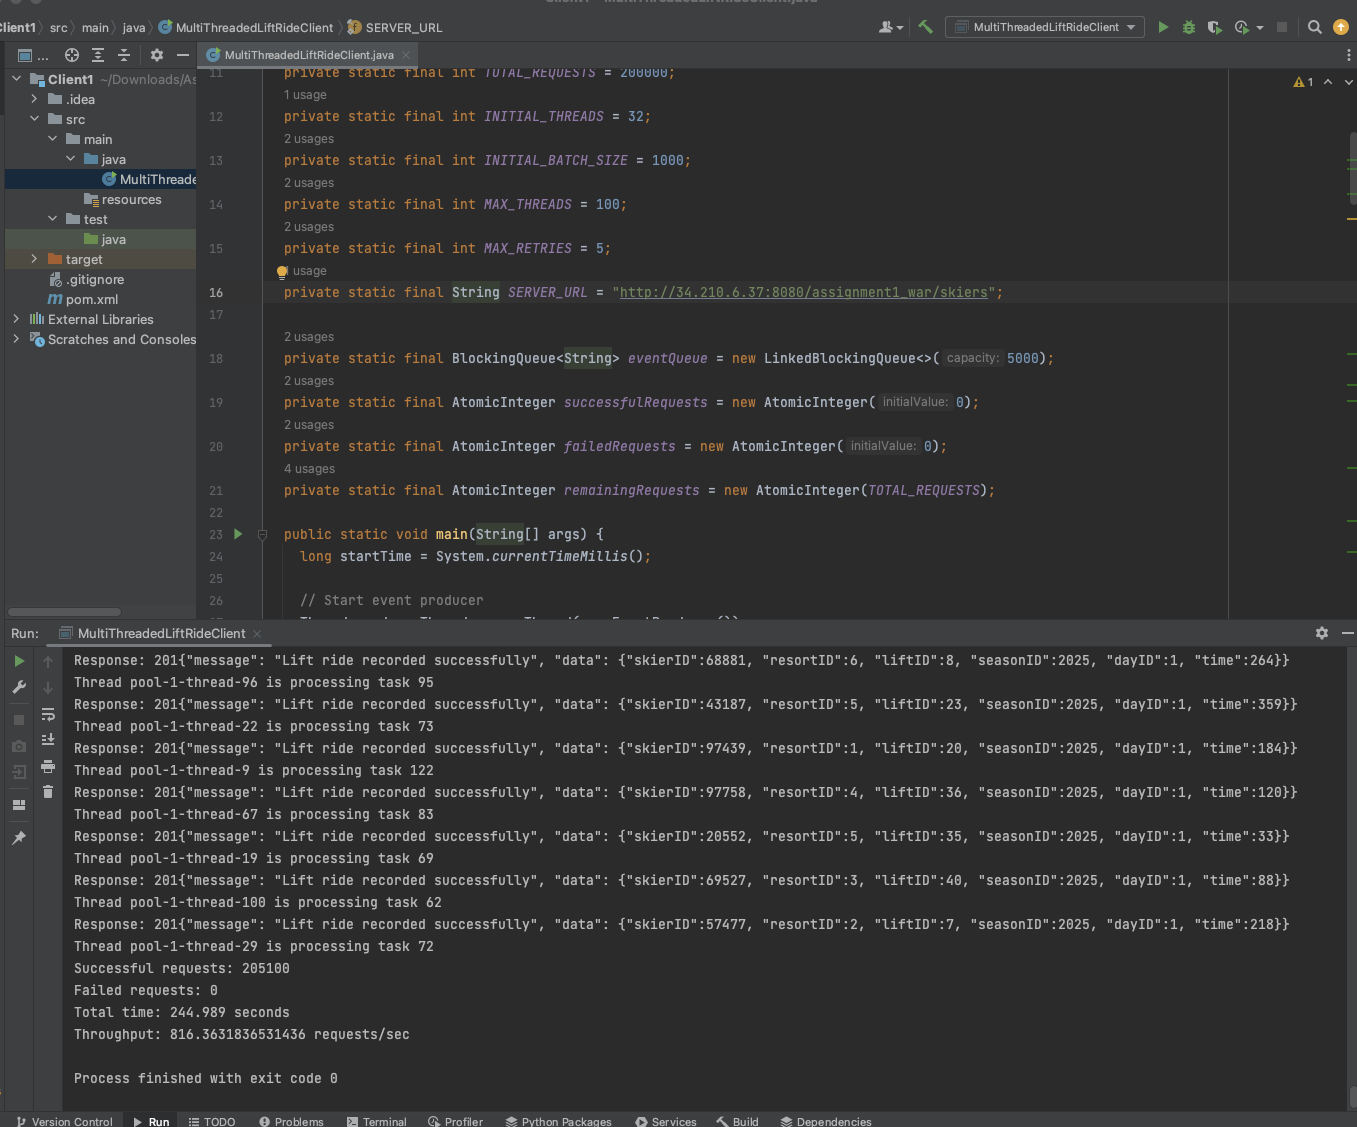 Client1 › src › main › java › MultiThreadedLiftRideClient › SERVER_URL
MultiThreadedLiftRideClient
...
MultiThreadedLiftRideClient.java
Client1 ~/Downloads/As
.idea
src
main
java
MultiThreade
resources
test
java
target
.gitignore
pom.xml
External Libraries
Scratches and Consoles
1
11 private static final int TOTAL_REQUESTS = 200000;
1 usage
12 private static final int INITIAL_THREADS = 32;
2 usages
13 private static final int INITIAL_BATCH_SIZE = 1000;
2 usages
14 private static final int MAX_THREADS = 100;
2 usages
15 private static final int MAX_RETRIES = 5;
usage
16 private static final String SERVER_URL = "http://34.210.6.37:8080/assignment1_war/skiers";
17
2 usages
18 private static final BlockingQueue<String> eventQueue = new LinkedBlockingQueue<>( capacity: 5000);
2 usages
19 private static final AtomicInteger successfulRequests = new AtomicInteger( initialValue: 0);
2 usages
20 private static final AtomicInteger failedRequests = new AtomicInteger( initialValue: 0);
4 usages
21 private static final AtomicInteger remainingRequests = new AtomicInteger(TOTAL_REQUESTS);
22
23 public static void main(String[] args) {
24 long startTime = System.currentTimeMillis();
25
26 // Start event producer
Run: MultiThreadedLiftRideClient
Response: 201{"message": "Lift ride recorded successfully", "data": {"skierID":68881, "resortID":6, "liftID":8, "seasonID":2025, "dayID":1, "time":264}}
Thread pool-1-thread-96 is processing task 95
Response: 201{"message": "Lift ride recorded successfully", "data": {"skierID":43187, "resortID":5, "liftID":23, "seasonID":2025, "dayID":1, "time":359}}
Thread pool-1-thread-22 is processing task 73
Response: 201{"message": "Lift ride recorded successfully", "data": {"skierID":97439, "resortID":1, "liftID":20, "seasonID":2025, "dayID":1, "time":184}}
Thread pool-1-thread-9 is processing task 122
Response: 201{"message": "Lift ride recorded successfully", "data": {"skierID":97758, "resortID":4, "liftID":36, "seasonID":2025, "dayID":1, "time":120}}
Thread pool-1-thread-67 is processing task 83
Response: 201{"message": "Lift ride recorded successfully", "data": {"skierID":20552, "resortID":5, "liftID":35, "seasonID":2025, "dayID":1, "time":33}}
Thread pool-1-thread-19 is processing task 69
Response: 201{"message": "Lift ride recorded successfully", "data": {"skierID":69527, "resortID":3, "liftID":40, "seasonID":2025, "dayID":1, "time":88}}
Thread pool-1-thread-100 is processing task 62
Response: 201{"message": "Lift ride recorded successfully", "data": {"skierID":57477, "resortID":2, "liftID":7, "seasonID":2025, "dayID":1, "time":218}}
Thread pool-1-thread-29 is processing task 72
Successful requests: 205100
Failed requests: 0
Total time: 244.989 seconds
Throughput: 816.3631836531436 requests/sec
Process finished with exit code 0
Version Control Run TODO Problems Terminal Profiler Python Packages Services Build Dependencies